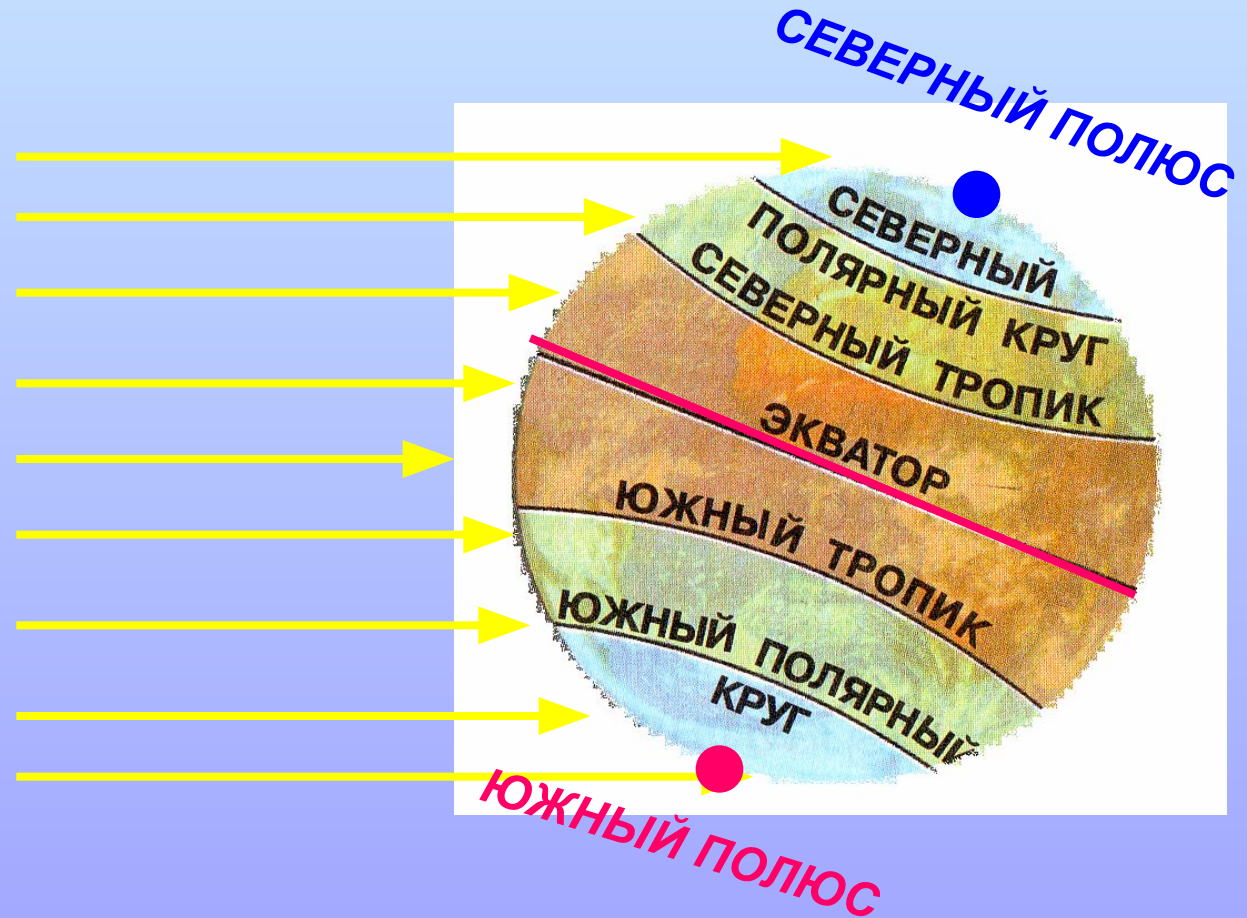 СЕВЕРНЫЙ ПОЛЮС
СЕВЕРНЫЙ
ПОЛЯРНЫЙ КРУГ
СЕВЕРНЫЙ ТРОПИК
ЭКВАТОР
ЮЖНЫЙ ТРОПИК
ЮЖНЫЙ ПОЛЯРНЫЙ
КРУГ
ЮЖНЫЙ ПОЛЮС